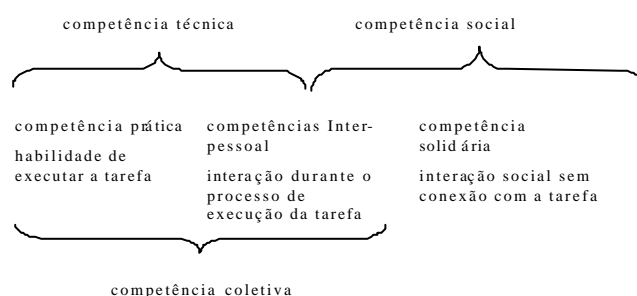 competência técnica
competência social
competência prática
habilidade de
executar a tarefa
competências Inter-
pessoal
interação durante o
processo de
execução da tarefa
competência
solidária
interação social sem
conexão com a tarefa
competência coletiva